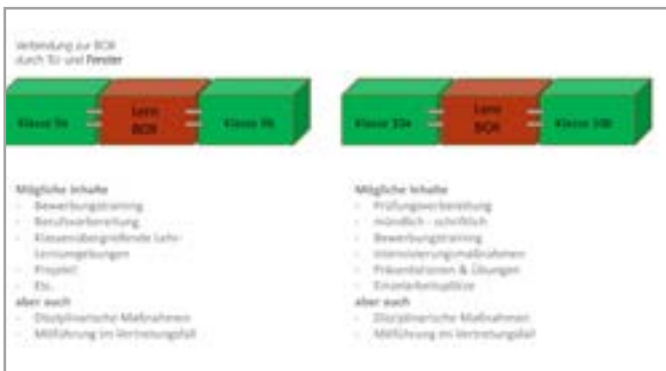 Verbindung zur BOX
durch Tür und Fenster
Klasse 9a
Lern
BOX
Klasse 9b
Klasse 10a
Lern
BOX
Klasse 10b
Mögliche Inhalte
- Bewerbungstraining
- Berufsvorbereitung
- Klassenübergreifende Lehr-
Lernumgebungen
- Projekt!
- Etc.
aber auch
- Disziplinarische Maßnahmen
- Mitführung im Vertretungsfall
Mögliche Inhalte
- Prüfungsvorbereitung
- mündlich - schriftlich
- Bewerbungstraining
- Intensivierungsmaßnahmen
- Präsentationen & Übungen
- Einzelarbeitsplätze
aber auch
- Disziplinarische Maßnahmen
- Mitführung im Vertretungsfall